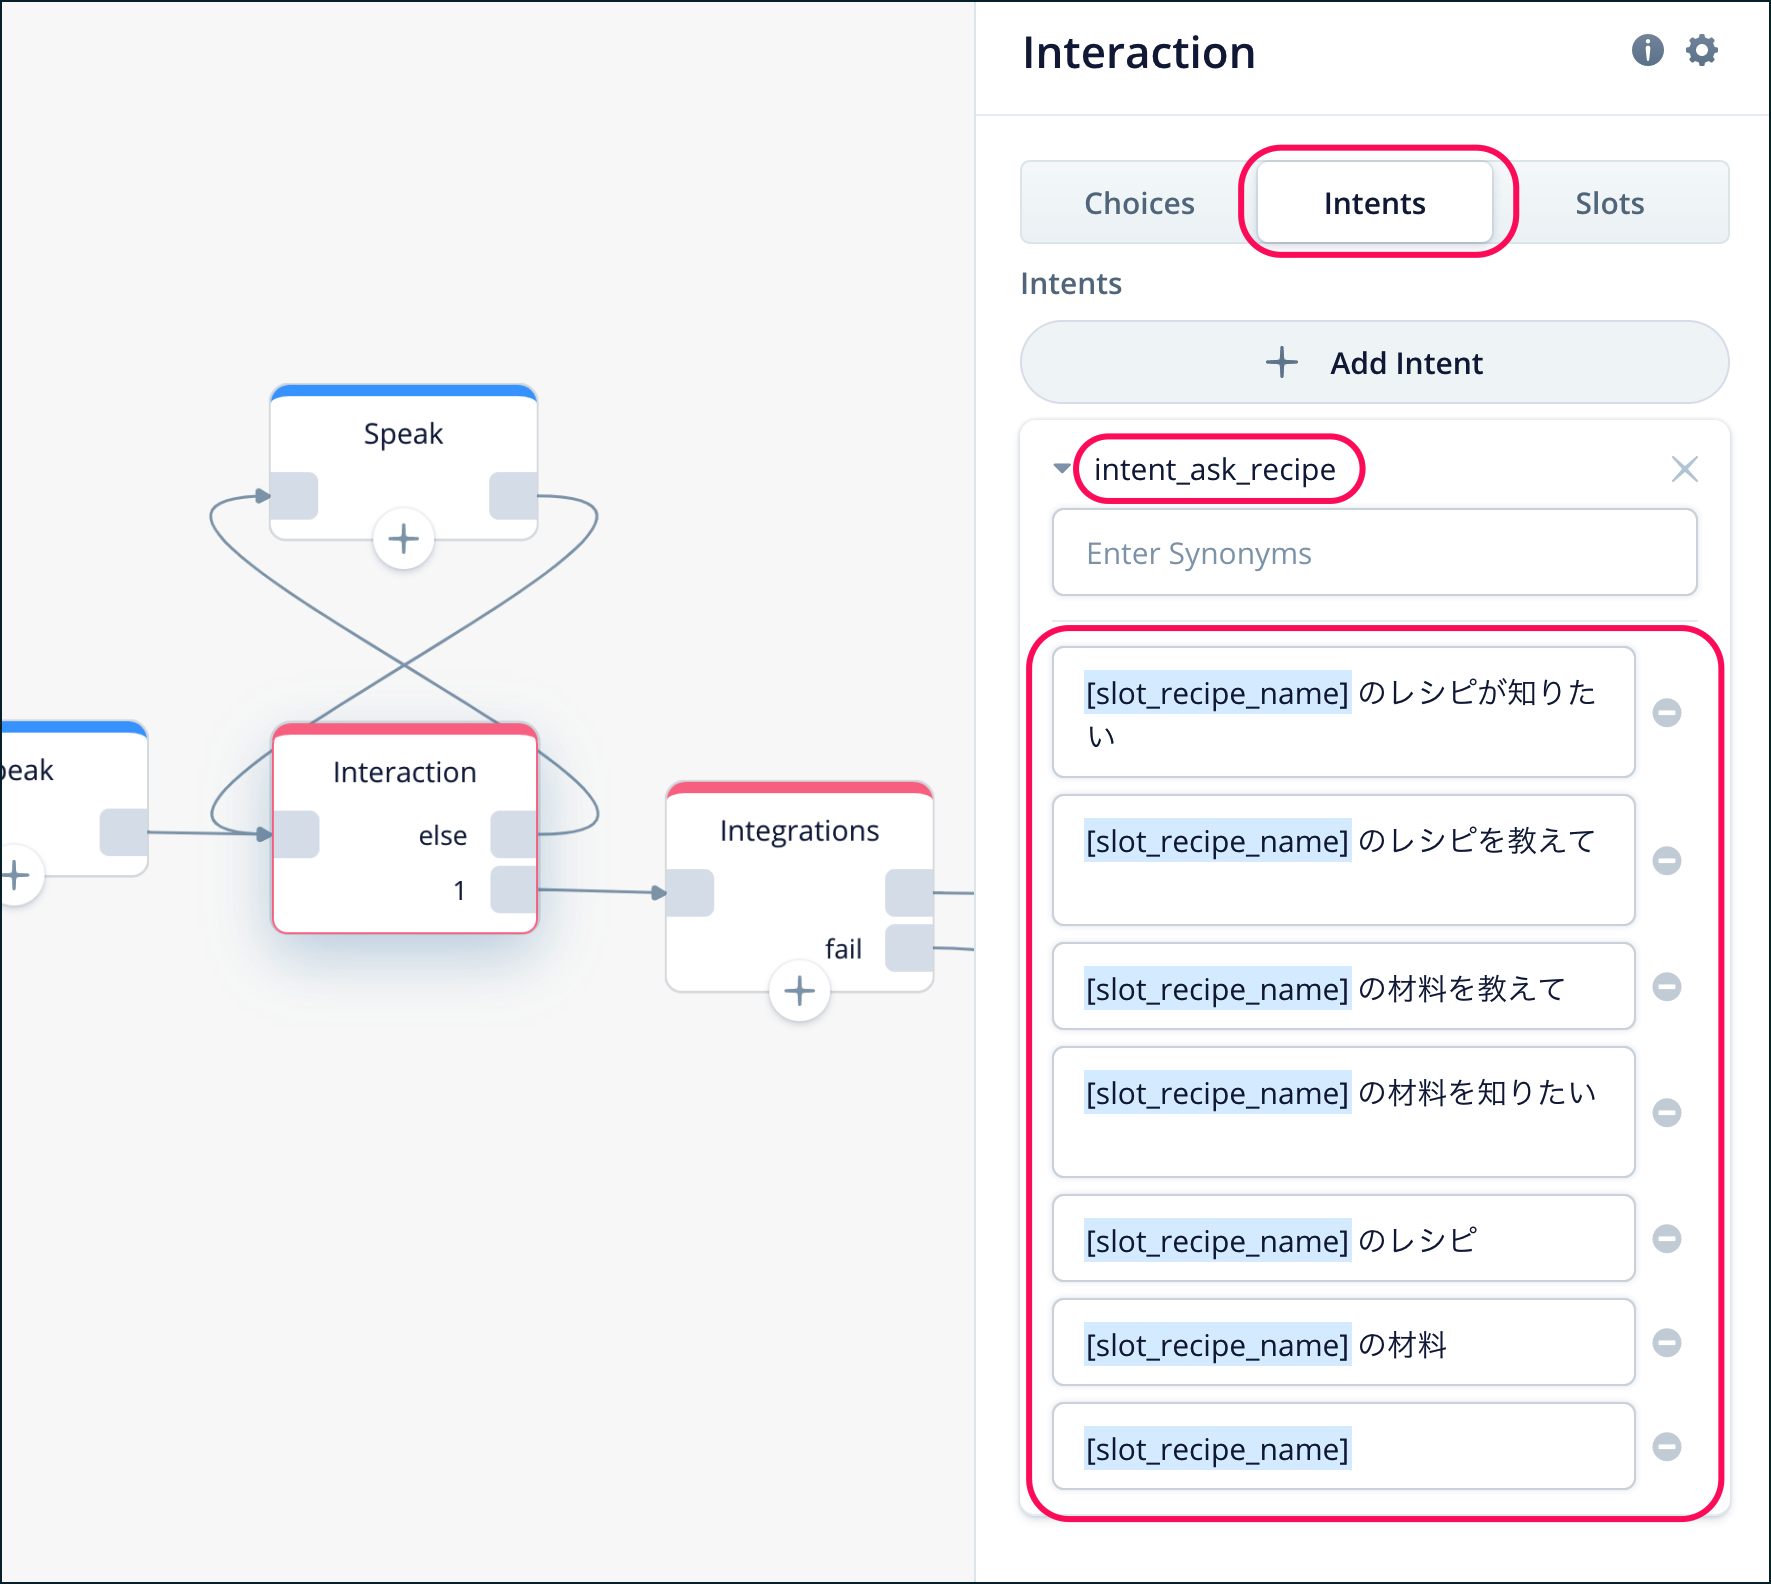 Interaction
Choices
Intents
Slots
Intents
Add Intent
intent_ask_recipe
Enter Synonyms
[slot_recipe_name] のレシピが知りた
い
[slot_recipe_name] のレシピを教えて
[slot_recipe_name] の材料を教えて
[slot_recipe_name] の材料を知りたい
[slot_recipe_name] のレシピ
[slot_recipe_name] の材料
[slot_recipe_name]
Speak
peak
Interaction
else
1
Integrations
fail